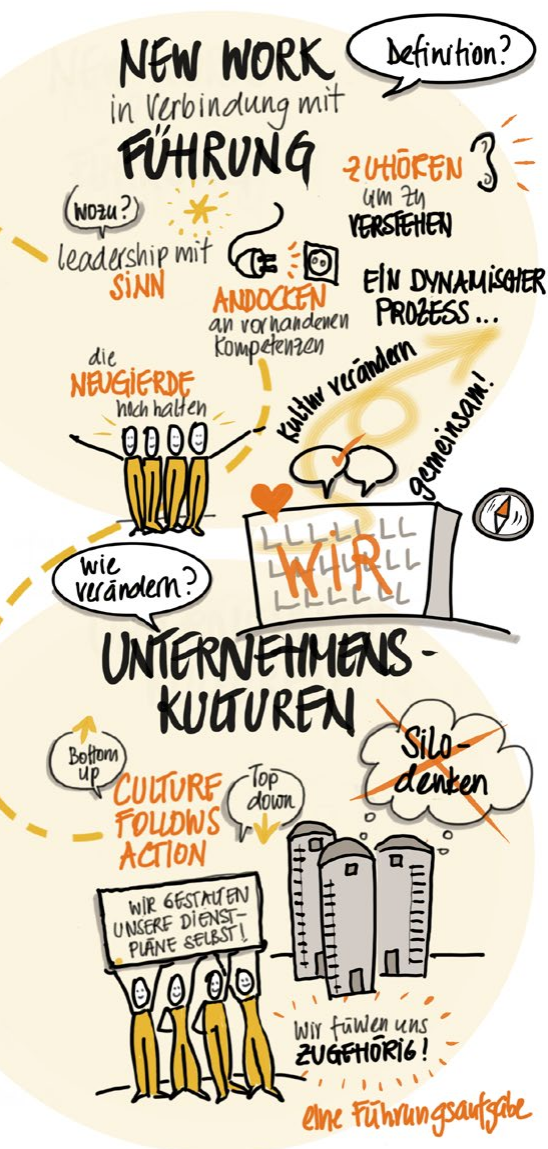 NEW WORK
in Verbindung mit
FÜHRUNG
Definition?
ZUHÖREN
um zu
VERSTEHEN
(wozu?)
leadership mit
SiNN
ANDOCKEN
an vorhandenen
Kompetenzen
EiN DYNAMiSCHER
PROZESS...
die
NEUGiERDE
hochhalten
Kultur verändern
gemeinsam!
WiR
wie
verändern?
UNTERNEHMENS-
KULTUREN
Bottom
up
CULTURE
FOLLOWS
ACTION
Top
down
Silo-
denken
WIR GESTALTEN
UNSERE DIENST-
PLÄNE SELBST!
Wir fühlen uns
ZUGEHÖRiG!
eine Führungsaufgabe